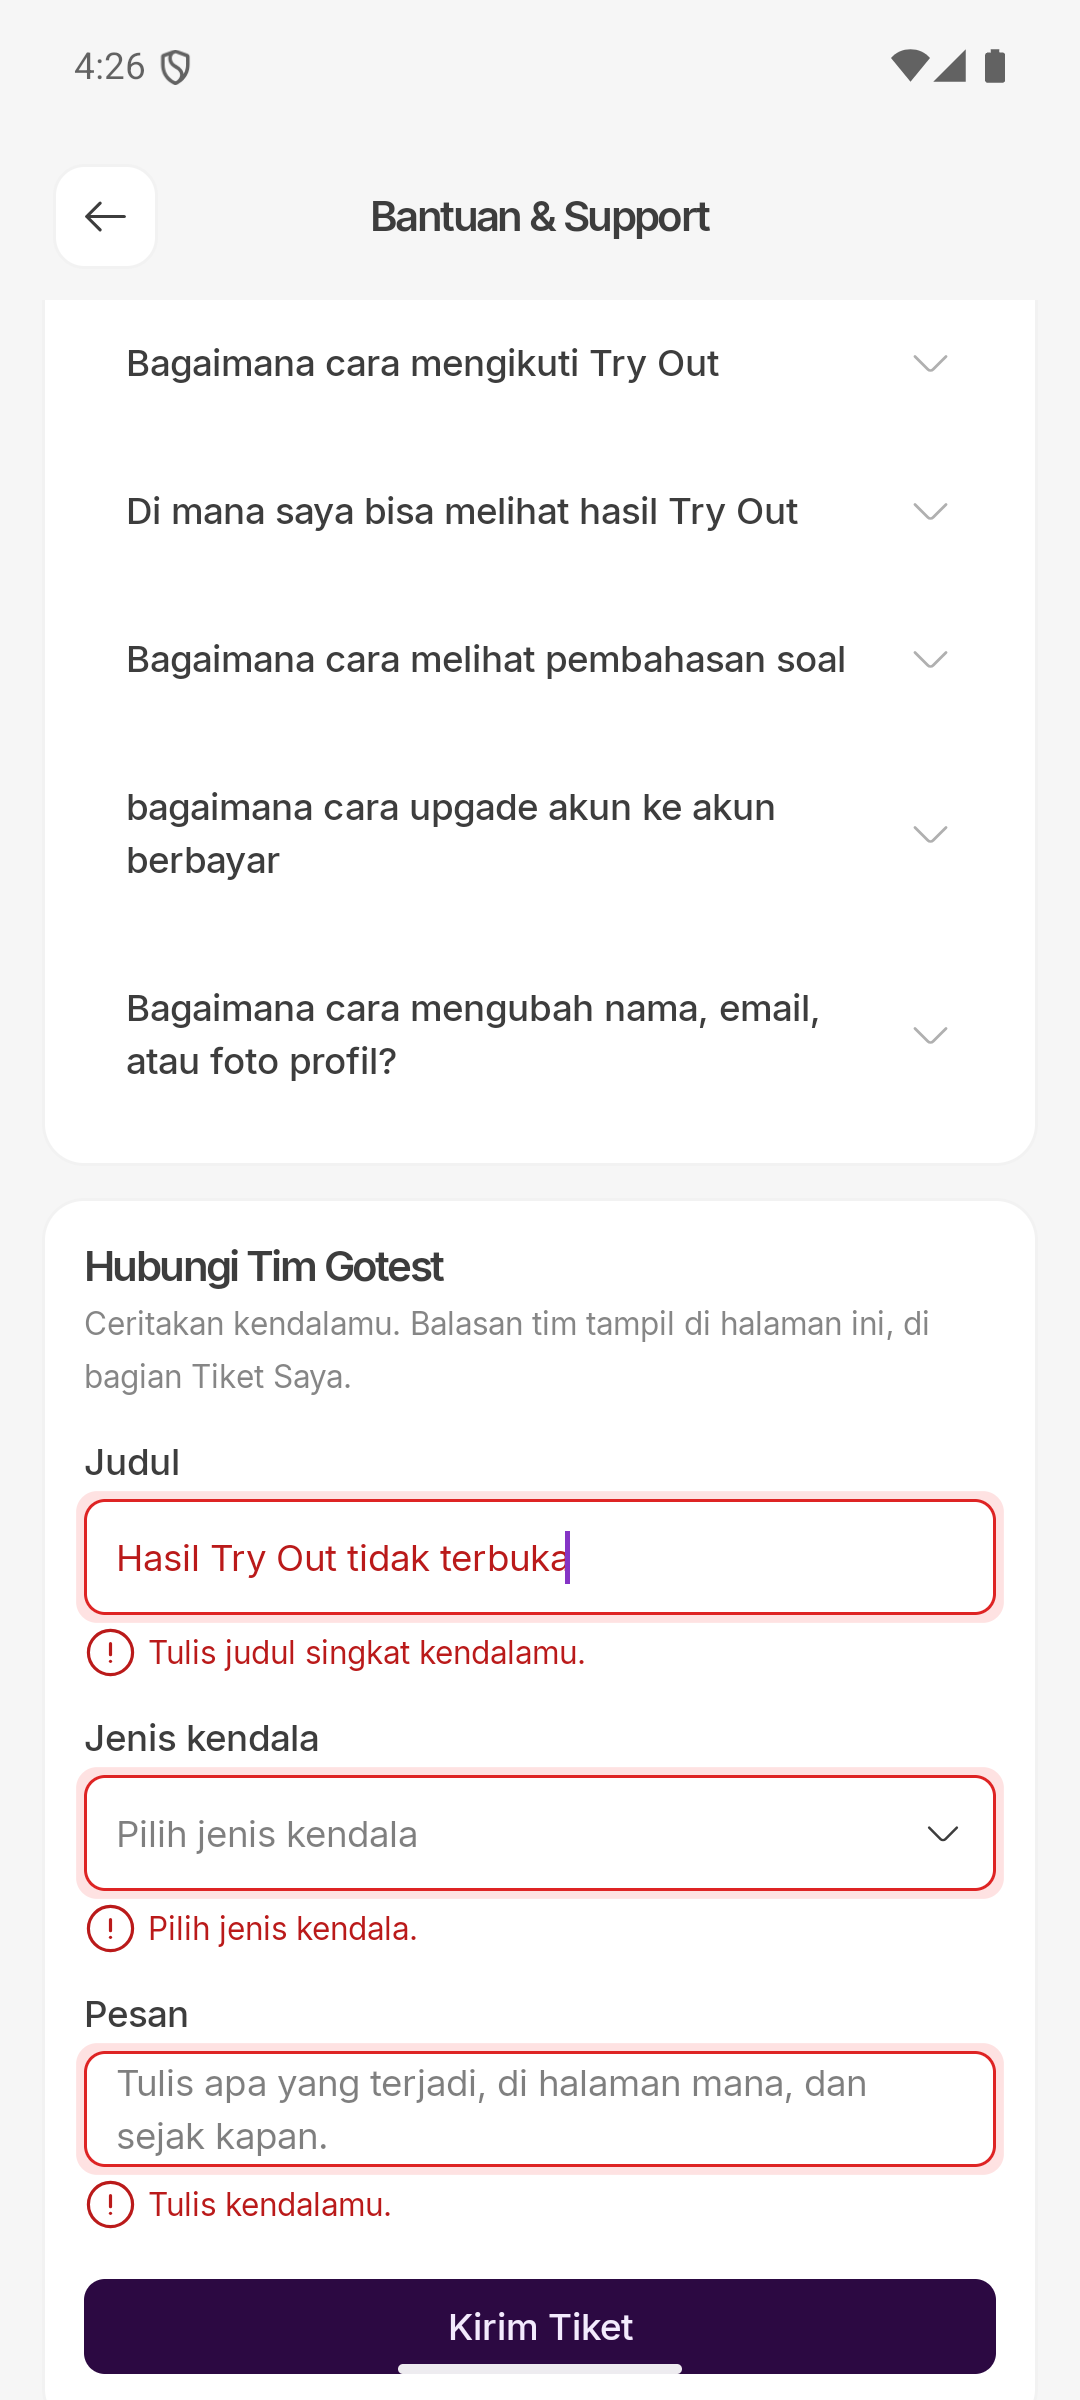 4:26
Bantuan & Support
Bagaimana cara mengikuti Try Out
Di mana saya bisa melihat hasil Try Out
Bagaimana cara melihat pembahasan soal
bagaimana cara upgade akun ke akun
berbayar
Bagaimana cara mengubah nama, email,
atau foto profil?
Hubungi Tim Gotest
Ceritakan kendalamu. Balasan tim tampil di halaman ini, di
bagian Tiket Saya.
Judul
Hasil Try Out tidak terbuka
Tulis judul singkat kendalamu.
Jenis kendala
Pilih jenis kendala
Pilih jenis kendala.
Pesan
Tulis apa yang terjadi, di halaman mana, dan
sejak kapan.
Tulis kendalamu.
Kirim Tiket